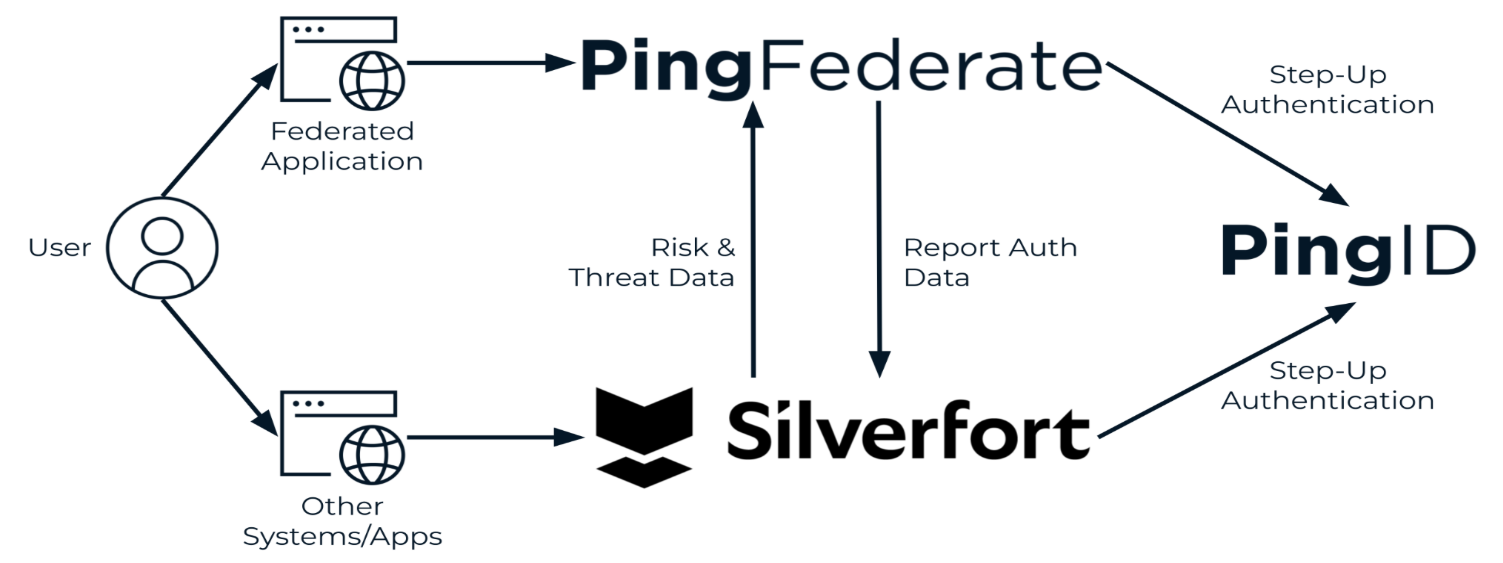 PingFederate
Step-Up
Authentication
Federated
Application
User
Risk &
Threat Data
Report Auth
Data
PingID
Step-Up
Authentication
Silverfort
Other
Systems/Apps